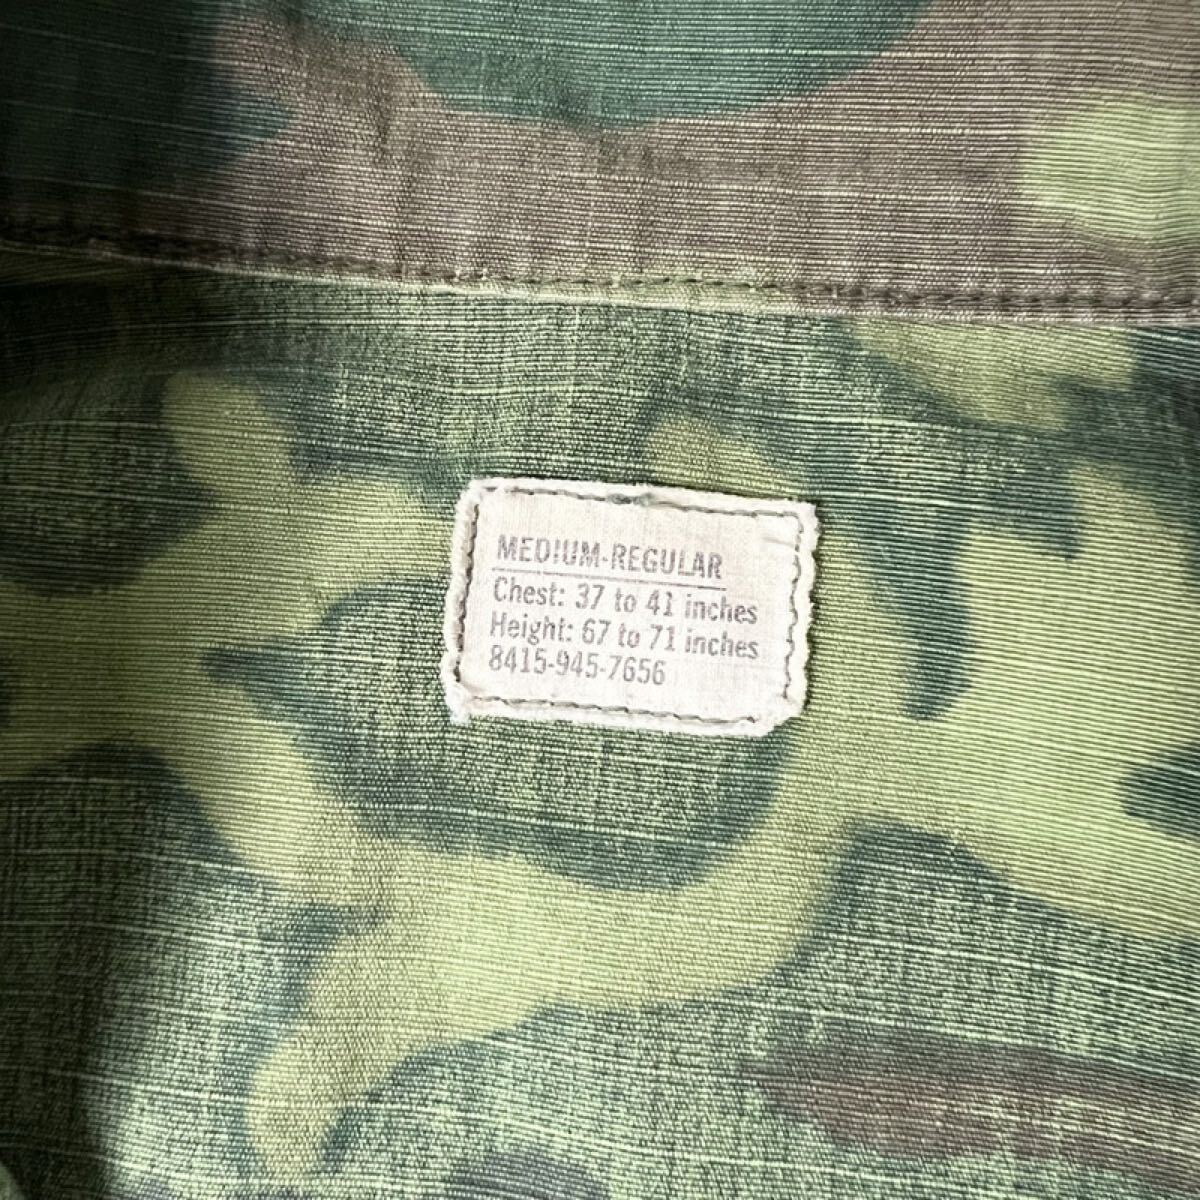 MEDIUM-REGULAR
Chest: 37 to 41 inches
Height: 67 to 71 inches
8415-945-7656